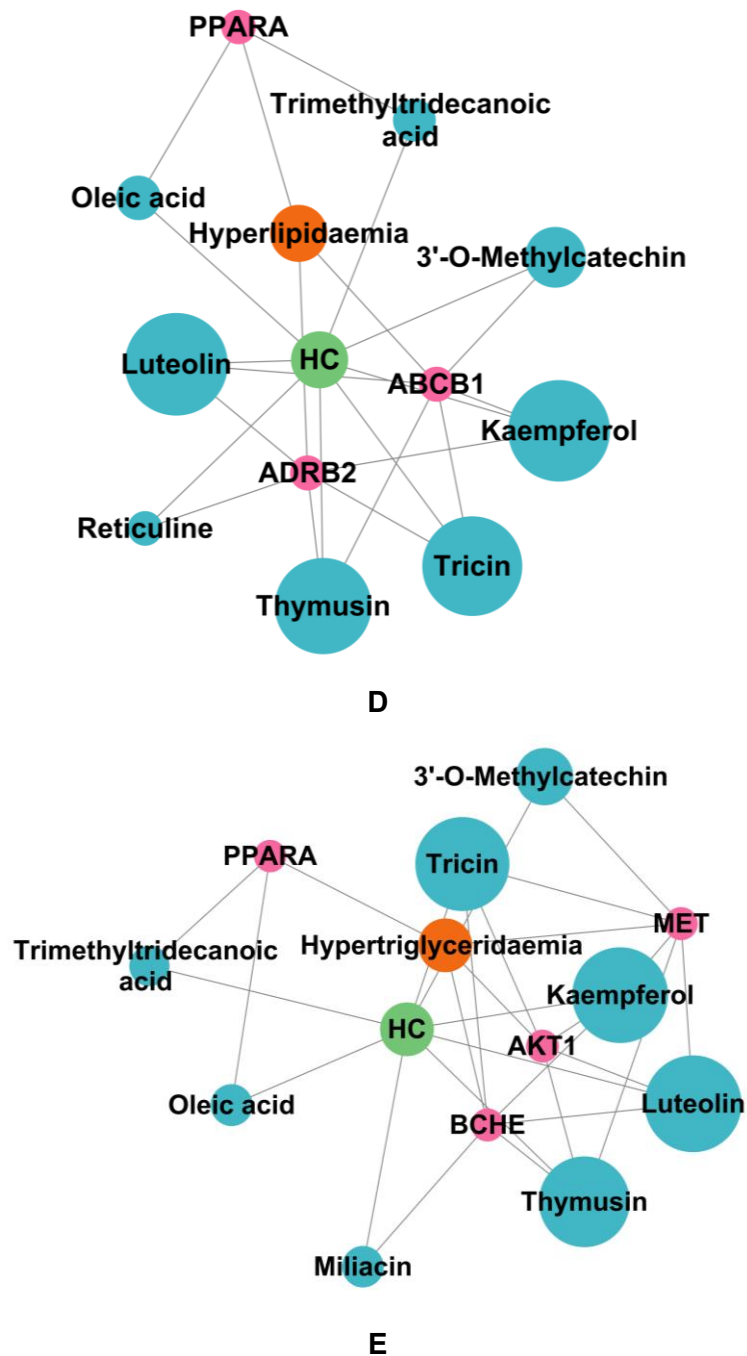 PPARA
Trimethyltridecanoic
acid
Oleic acid
Hyperlipidaemia
3'-O-Methylcatechin
Luteolin
HC
ABCB1
Kaempferol
ADRB2
Reticuline
Tricin
Thymusin
D
3'-O-Methylcatechin
PPARA
Tricin
MET
Trimethyltridecanoic
acid
Hypertriglyceridaemia
Kaempferol
HC
AKT1
Oleic acid
BCHE
Luteolin
Thymusin
Miliacin
E